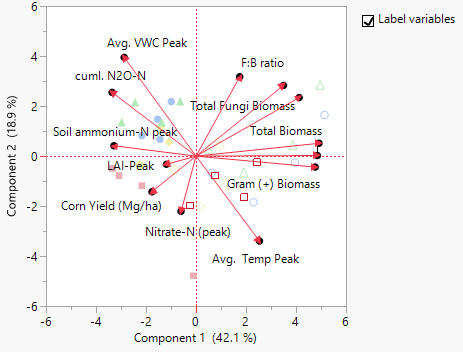 6
Label variables
Avg. VWC Peak
4
F:B ratio
cuml. N2O-N
2
Total Fungi Biomass
Soil ammonium-N peak
Total Biomass
0
LAI-Peak
Gram (+) Biomass
-2
Corn Yield (Mg/ha)
Nitrate-N (peak)
-4
Avg. Temp Peak
-6
-6 -4 -2 0 2 4 6
Component 1 (42.1 %)
Component 2 (18.9 %)